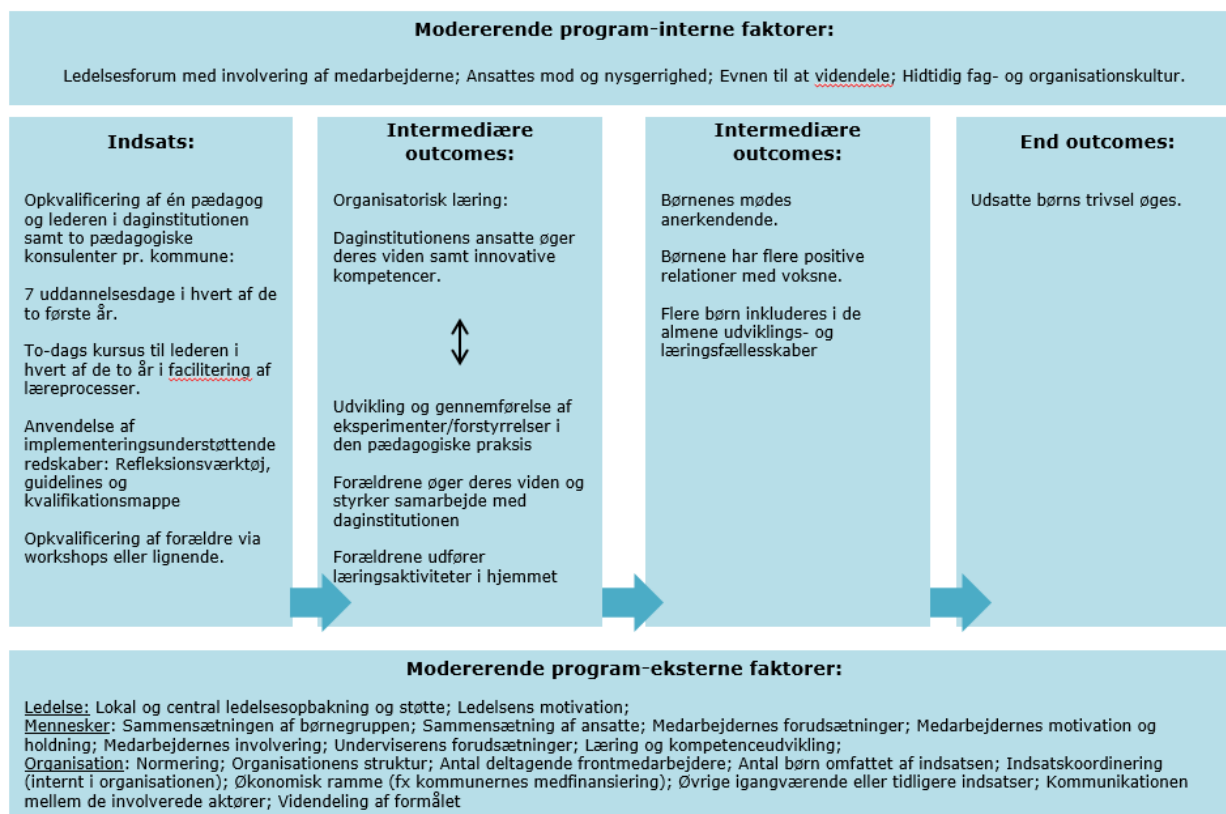 Modererende program-interne faktorer:
Ledelsesforum med involvering af medarbejderne; Ansattes mod og nysgerrighed; Evnen til at videndele; Hidtidig fag- og organisationskultur.
Indsats:
Opkvalificering af én pædagog
og lederen i daginstitutionen
samt to pædagogiske
konsulenter pr. kommune:
7 uddannelsesdage i hvert af de
to første år.
To-dags kursus til lederen i
hvert af de to år i facilitering af
læreprocesser.
Anvendelse af
implementeringsunderstøttende
redskaber: Refleksionsværktøj,
guidelines og
kvalifikationsmappe
Opkvalificering af forældre via
workshops eller lignende.
Intermediære
outcomes:
Organisatorisk læring:
Daginstitutionens ansatte øger
deres viden samt innovative
kompetencer.
Udvikling og gennemførelse af
eksperimenter/forstyrrelser i
den pædagogiske praksis
Forældrene øger deres viden og
styrker samarbejde med
daginstitutionen
Forældrene udfører
læringsaktiviteter i hjemmet
Intermediære
outcomes:
Børnenes mødes
anerkendende.
Børnene har flere positive
relationer med voksne.
Flere børn inkluderes i de
almene udviklings- og
læringsfællesskaber
End outcomes:
Udsatte børns trivsel øges.
Modererende program-eksterne faktorer:
Ledelse: Lokal og central ledelsesopbakning og støtte; Ledelsens motivation;
Mennesker: Sammensætningen af børnegruppen; Sammensætning af ansatte; Medarbejdernes forudsætninger; Medarbejdernes motivation og
holdning; Medarbejdernes involvering; Underviserens forudsætninger; Læring og kompetenceudvikling;
Organisation: Normering; Organisationens struktur; Antal deltagende frontmedarbejdere; Antal børn omfattet af indsatsen; Indsatskoordinering
(internt i organisationen); Økonomisk ramme (fx kommunernes medfinansiering); Øvrige igangværende eller tidligere indsatser; Kommunikationen
mellem de involverede aktører; Videndeling af formålet